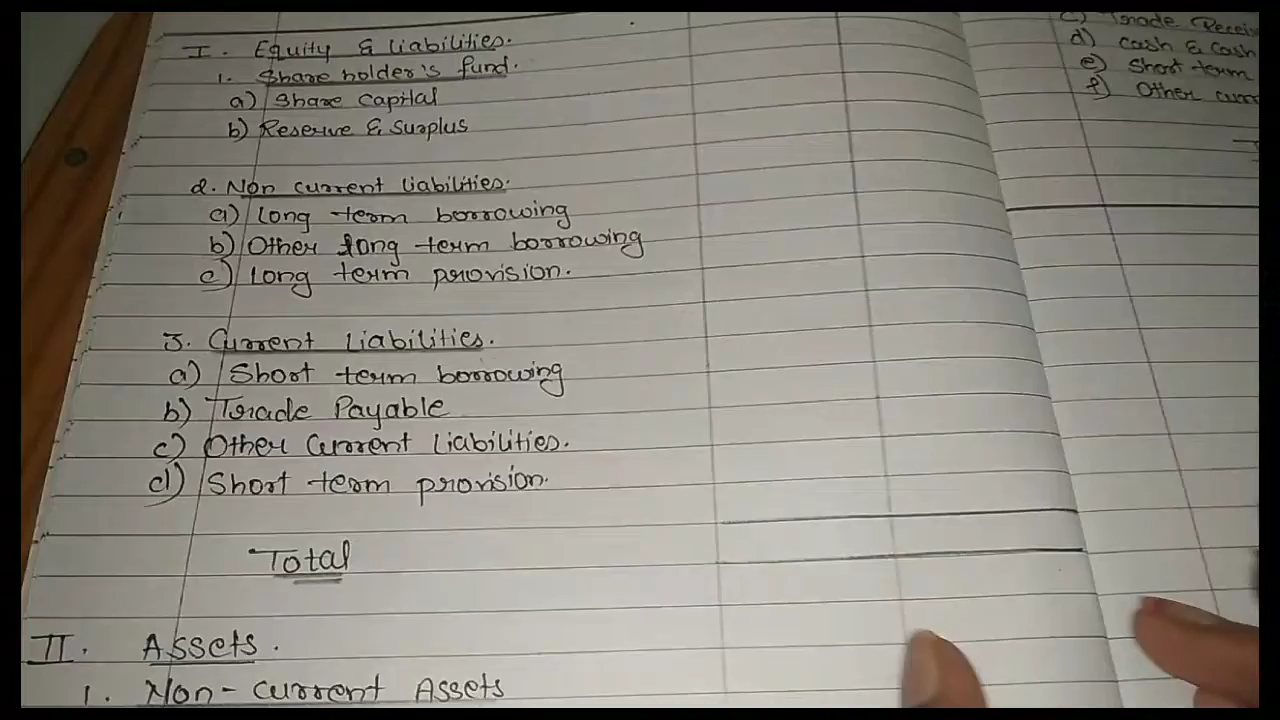 I. Equity & liabilities.
1. Share holder's fund.
a) Share Capital
b) Reserve & Surplus
2. Non current liabilities.
a) Long term borrowing
b) Other long term borrowing
c) Long term provision.
3. Current Liabilities.
a) Short term borrowing
b) Trade Payable
c) Other Current Liabilities.
d) Short term provision.
Total
II. Assets.
1. Non-current Assets
c) Trade
d) Cash & Cash
e) Short term
f) Other